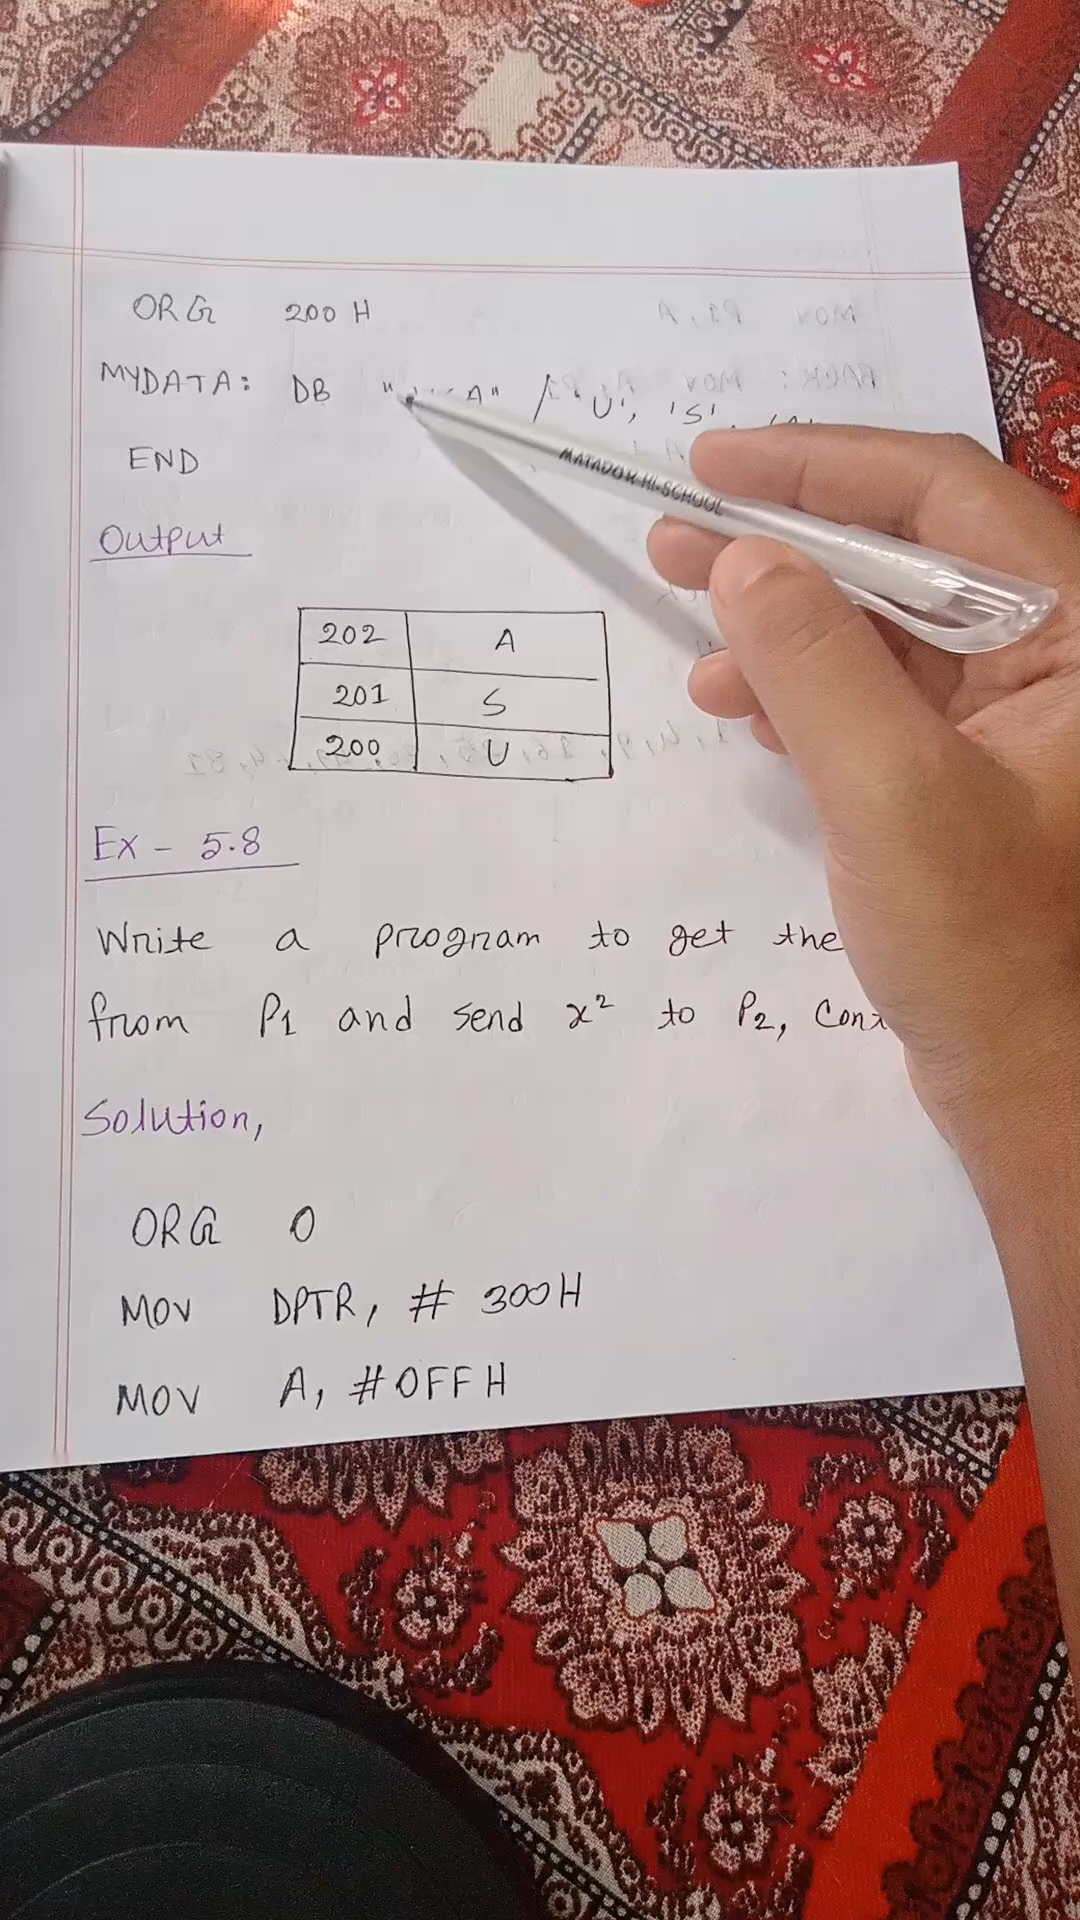 ORG 200 H
MYDATA: DB A" / 'U', 'S',
END
MATADOR HI-SCHOOL
Output
202 A
201 S
200 U
Ex - 5.8
Write a program to get the
from P1 and send x² to P2,
Solution,
ORG 0
MOV DPTR, # 300H
MOV A, #0FFH